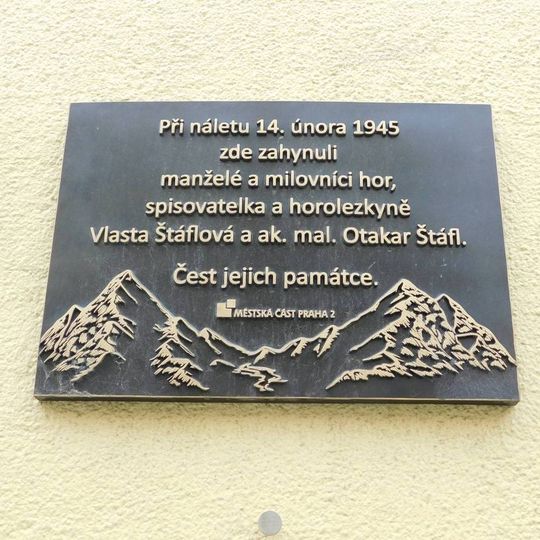 Při náletu 14. února 1945
zde zahynuli
manželé a milovníci hor,
spisovatelka a horolezkyně
Vlasta Štáflová a ak. mal. Otakar Štáfl.
Čest jejich památce.
MĚSTSKÁ ČÁST PRAHA 2